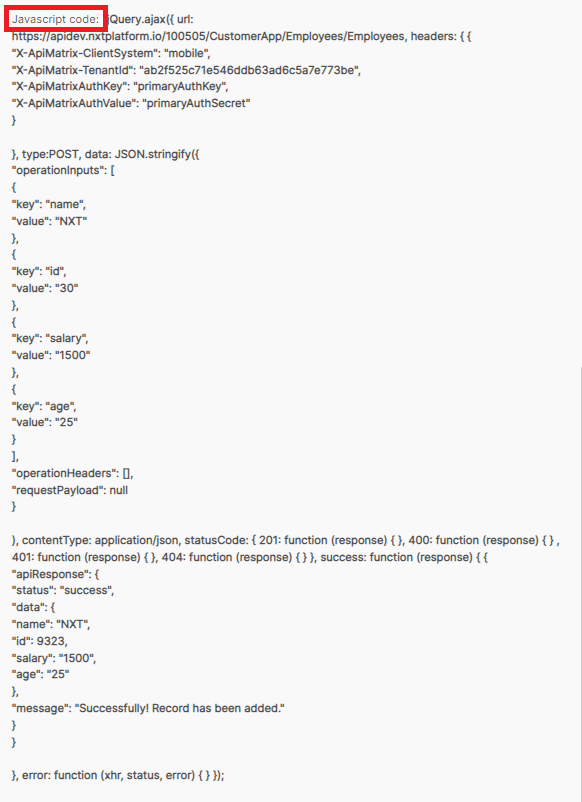 Javascript code: jQuery.ajax({ url:
https://apidev.nxtplatform.io/100505/CustomerApp/Employees/Employees, headers: { {
"X-ApiMatrix-ClientSystem": "mobile",
"X-ApiMatrix-TenantId": "ab2f525c71e546ddb63ad6c5a7e773be",
"X-ApiMatrixAuthKey": "primaryAuthKey",
"X-ApiMatrixAuthValue": "primaryAuthSecret"
}
}, type:POST, data: JSON.stringify({
"operationInputs": [
{
"key": "name",
"value": "NXT"
},
{
"key": "id",
"value": "30"
},
{
"key": "salary",
"value": "1500"
},
{
"key": "age",
"value": "25"
}
],
"operationHeaders": [],
"requestPayload": null
}
), contentType: application/json, statusCode: { 201: function (response) { }, 400: function (response) { } ,
401: function (response) { }, 404: function (response) { } }, success: function (response) { {
"apiResponse": {
"status": "success",
"data": {
"name": "NXT",
"id": 9323,
"salary": "1500",
"age": "25"
},
"message": "Successfully! Record has been added."
}
}
}, error: function (xhr, status, error) { } });